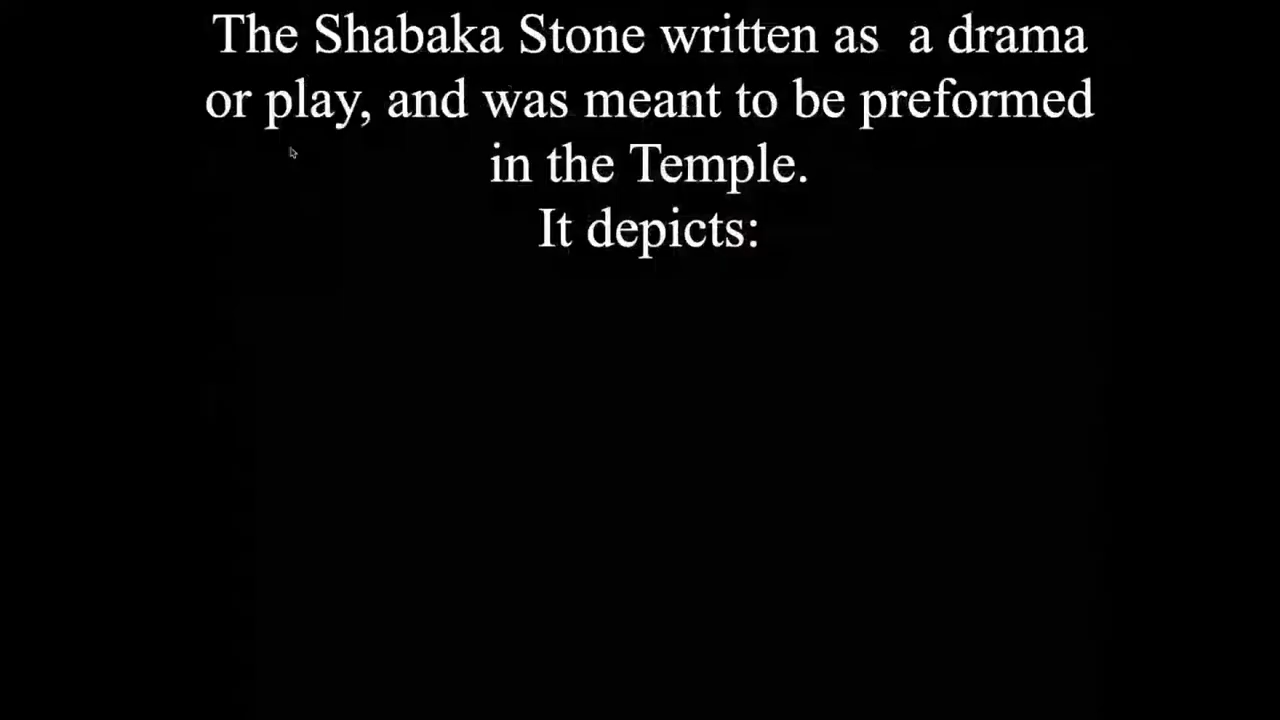 The Shabaka Stone written as  a drama
or play, and was meant to be preformed
in the Temple.
It depicts: